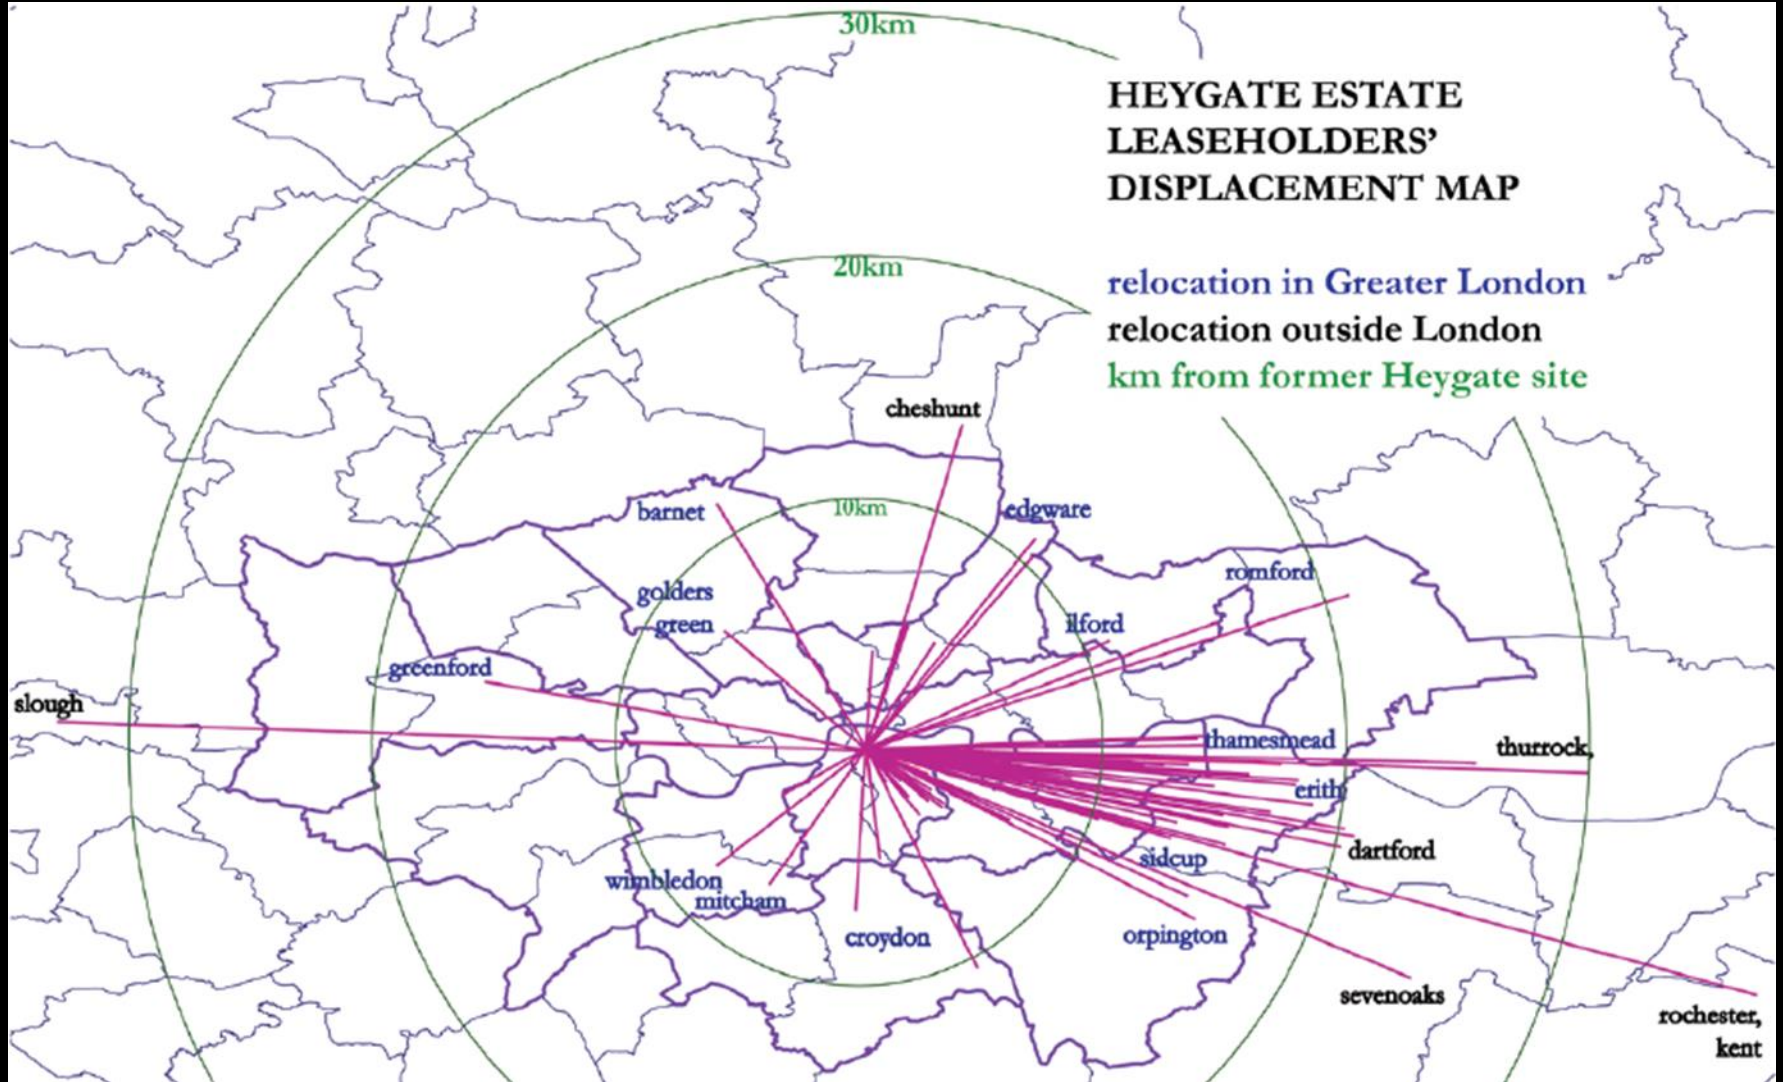 30km
HEYGATE ESTATE
LEASEHOLDERS’
DISPLACEMENT MAP
20km
relocation in Greater London
relocation outside London
km from former Heygate site
cheshunt
barnet
10km
edgware
romford
golders
green
ilford
greenford
slough
thamesmead
thurrock,
erith
dartford
sidcup
wimbledon
mitcham
croydon
orpington
sevenoaks
rochester,
kent